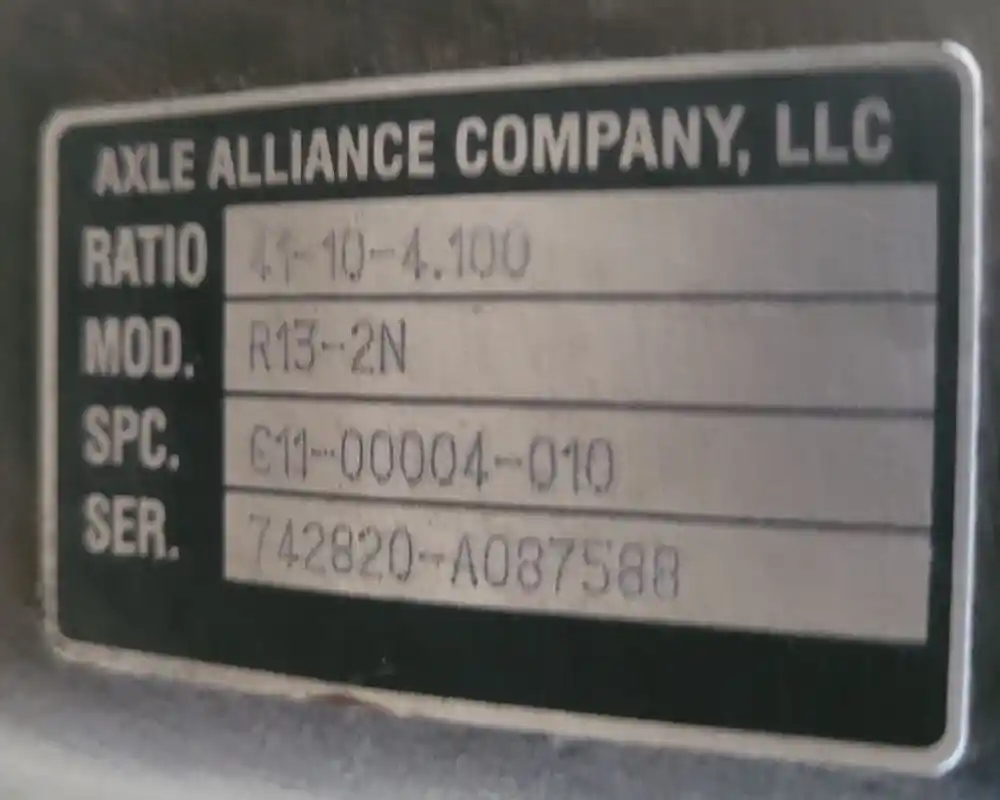 AXLE ALLIANCE COMPANY, LLC
RATIO 41-10-4.100
MOD. R13-2N
SPC. C11-00004-010
SER. 742820-A087588